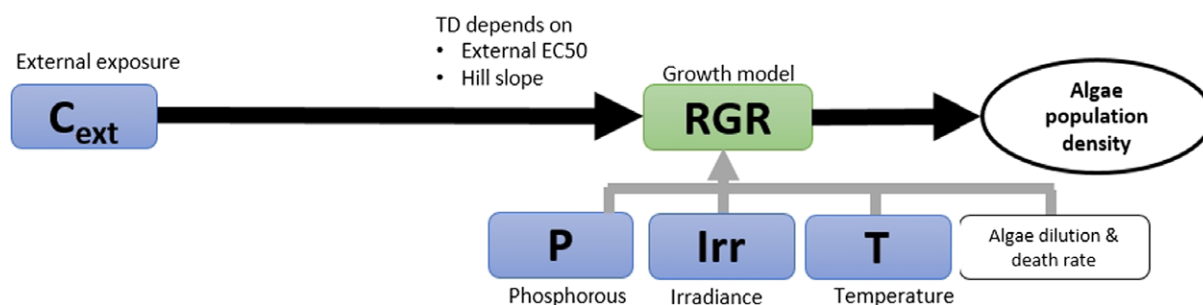 TD depends on
• External EC50
• Hill slope
External exposure
Growth model
Cext
RGR
Algae
population
density
P
Irr
T
Algae dilution &
death rate
Phosphorous
Irradiance
Temperature